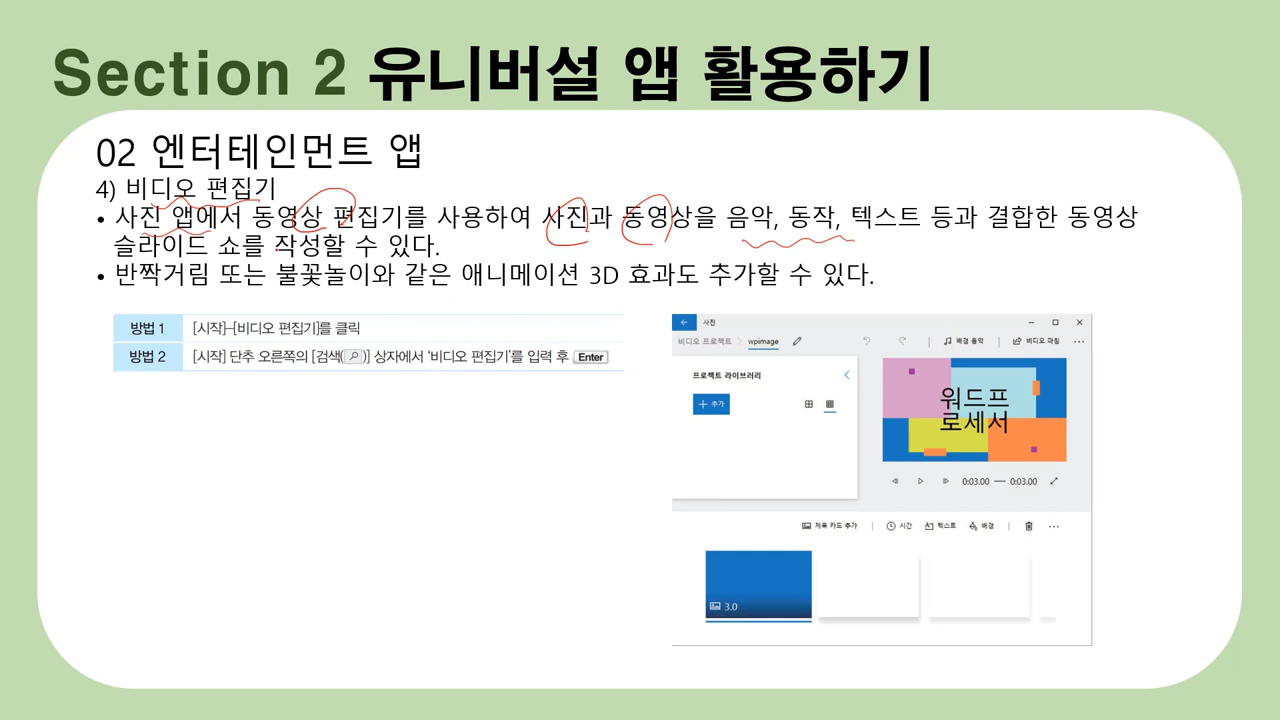 Section 2 유니버설 앱 활용하기
02 엔터테인먼트 앱
4) 비디오 편집기
• 사진 앱에서 동영상 편집기를 사용하여 사진과 동영상을 음악, 동작, 텍스트 등과 결합한 동영상
슬라이드 쇼를 작성할 수 있다.
• 반짝거림 또는 불꽃놀이와 같은 애니메이션 3D 효과도 추가할 수 있다.
방법 1 [시작]-[비디오 편집기]를 클릭
방법 2 [시작] 단추 오른쪽의 [검색( )] 상자에서 '비디오 편집기'를 입력 후 Enter
사진
비디오 프로젝트 > wpimage
배경 음악
비디오 마침
프로젝트 라이브러리
+ 추가
워드프
로세서
0:03.00 — 0:03.00
제목 카드 추가 | 시간 텍스트 배경 | ...
3.0